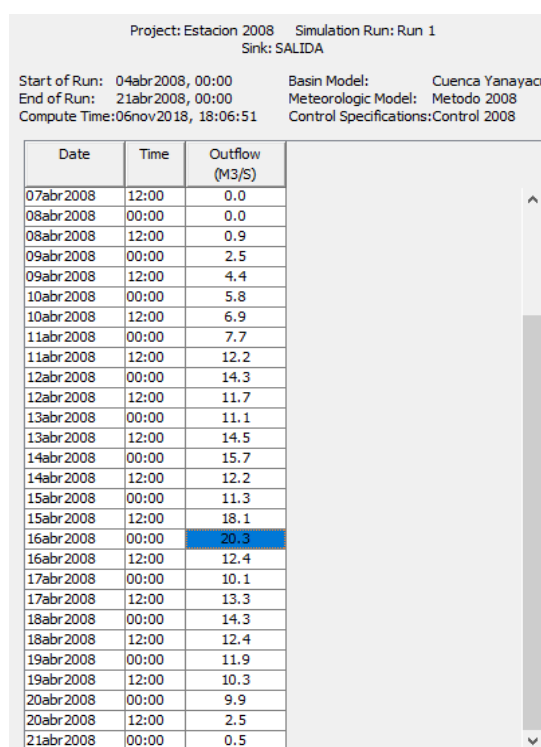 Project: Estacion 2008 Simulation Run: Run 1
Sink: SALIDA
Start of Run: 04abr2008, 00:00 Basin Model: Cuenca Yanayacu
End of Run: 21abr2008, 00:00 Meteorologic Model: Metodo 2008
Compute Time:06nov2018, 18:06:51 Control Specifications:Control 2008
Date Time Outflow
(M3/S)
07abr2008 12:00 0.0
08abr2008 00:00 0.0
08abr2008 12:00 0.9
09abr2008 00:00 2.5
09abr2008 12:00 4.4
10abr2008 00:00 5.8
10abr2008 12:00 6.9
11abr2008 00:00 7.7
11abr2008 12:00 12.2
12abr2008 00:00 14.3
12abr2008 12:00 11.7
13abr2008 00:00 11.1
13abr2008 12:00 14.5
14abr2008 00:00 15.7
14abr2008 12:00 12.2
15abr2008 00:00 11.3
15abr2008 12:00 18.1
16abr2008 00:00 20.3
16abr2008 12:00 12.4
17abr2008 00:00 10.1
17abr2008 12:00 13.3
18abr2008 00:00 14.3
18abr2008 12:00 12.4
19abr2008 00:00 11.9
19abr2008 12:00 10.3
20abr2008 00:00 9.9
20abr2008 12:00 2.5
21abr2008 00:00 0.5